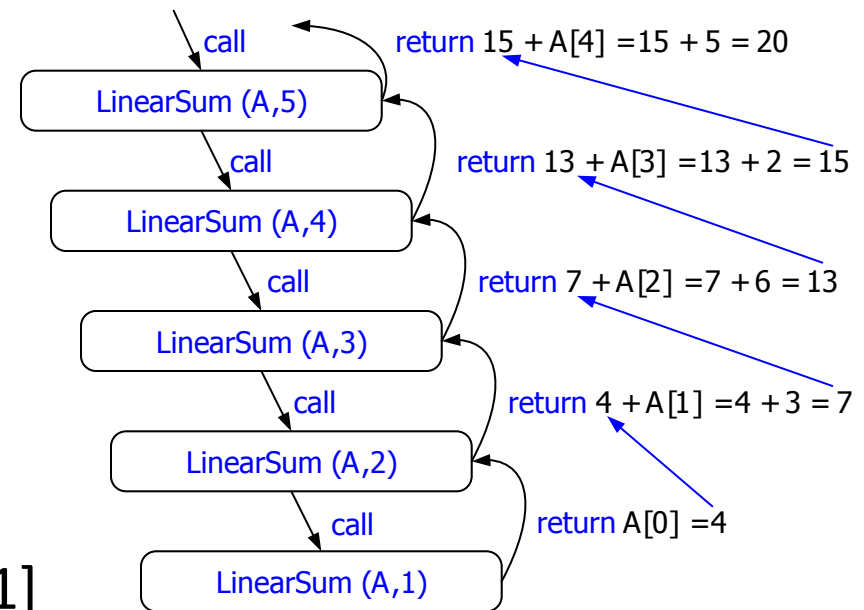 call
return 15 + A[4] =15 + 5 = 20
LinearSum (A,5)
call
return 13 + A[3] =13 + 2 = 15
LinearSum (A,4)
call
return 7 + A[2] =7 + 6 = 13
LinearSum (A,3)
call
return 4 + A[1] =4 + 3 = 7
LinearSum (A,2)
call
return A[0] =4
LinearSum (A,1)
1]